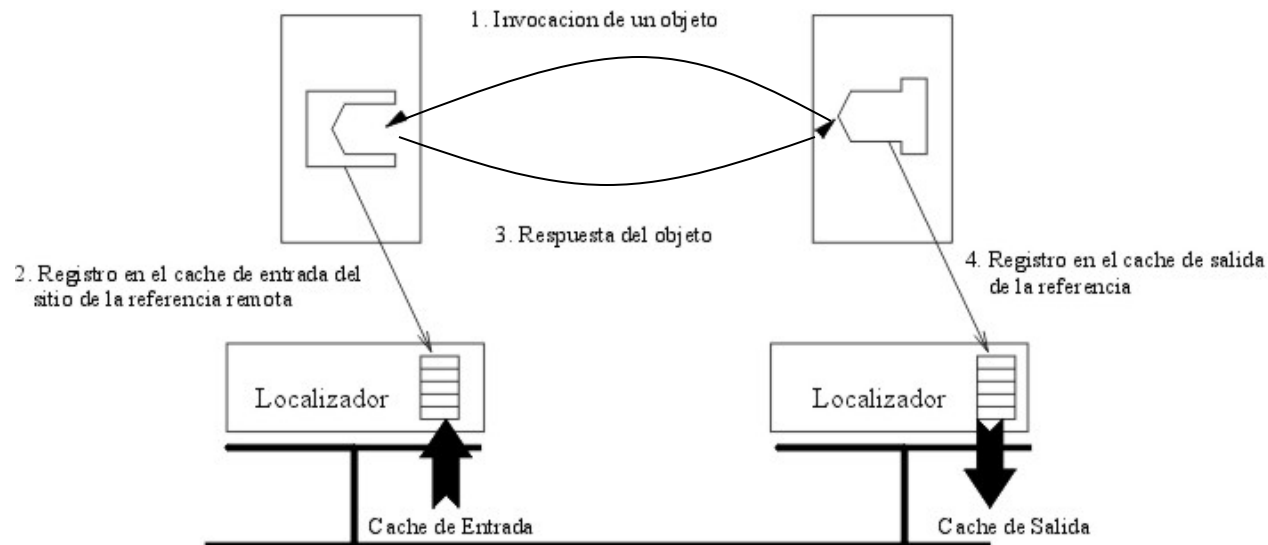 1. Invocacion de un objeto
3. Respuesta del objeto
2. Registro en el cache de entrada del
sitio de la referencia remota
4. Registro en el cache de salida
de la referencia
Localizador
Localizador
Cache de Entrada
Cache de Salida